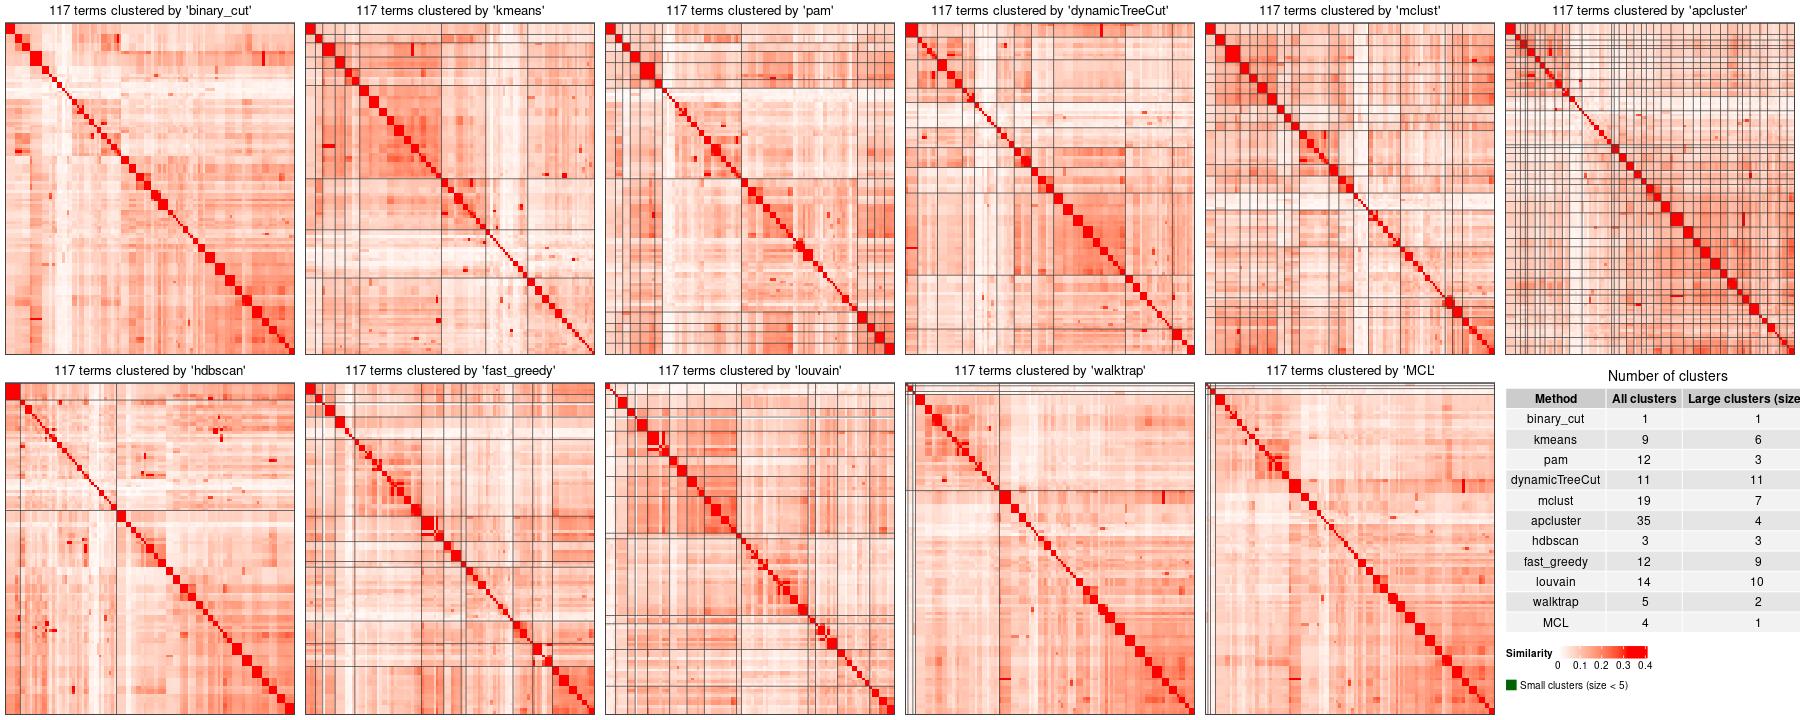 117 terms clustered by 'binary_cut'
117 terms clustered by 'kmeans'
117 terms clustered by 'pam'
117 terms clustered by 'dynamicTreeCut'
117 terms clustered by 'mclust'
117 terms clustered by 'apcluster'
117 terms clustered by 'hdbscan'
117 terms clustered by 'fast_greedy'
117 terms clustered by 'louvain'
117 terms clustered by 'walktrap'
117 terms clustered by 'MCL'
Number of clusters
Method All clusters Large clusters (size
binary_cut 1 1
kmeans 9 6
pam 12 3
dynamicTreeCut 11 11
mclust 19 7
apcluster 35 4
hdbscan 3 3
fast_greedy 12 9
louvain 14 10
walktrap 5 2
MCL 4 1
Similarity
0 0.1 0.2 0.3 0.4
Small clusters (size < 5)